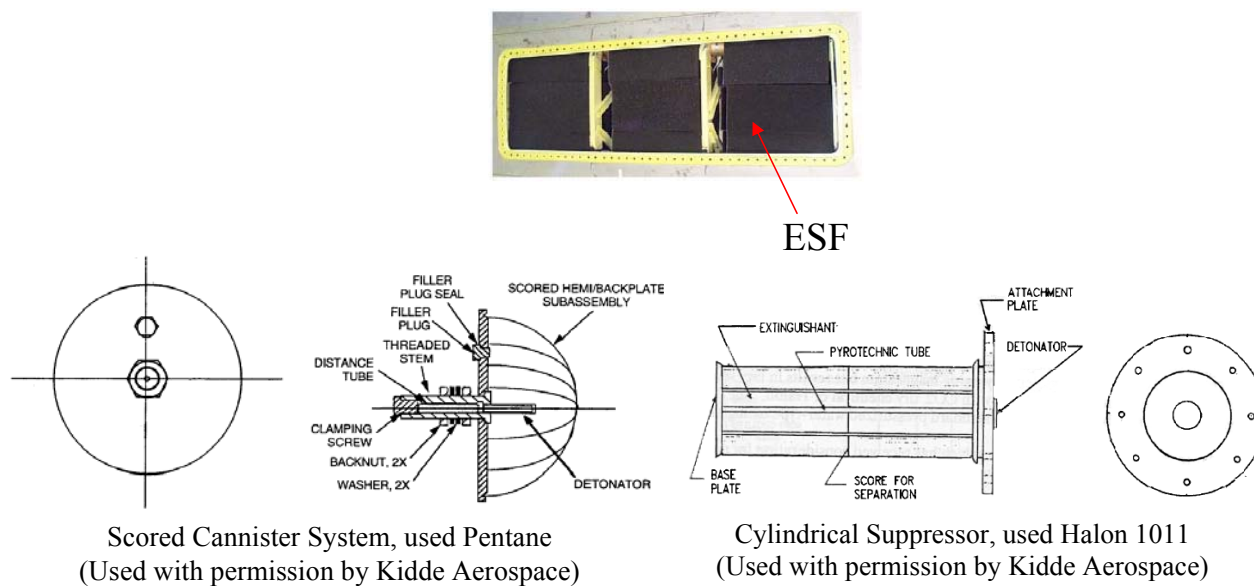 ESF
FILLER
PLUG SEAL
FILLER
PLUG
THREADED
STEM
DISTANCE
TUBE
CLAMPING
SCREW
BACKNUT, 2X
WASHER, 2X
SCORED HEMI/BACKPLATE
SUBASSEMBLY
DETONATOR
Scored Cannister System, used Pentane
(Used with permission by Kidde Aerospace)
ATTACHMENT
PLATE
EXTINGUISHANT
PYROTECHNIC TUBE
DETONATOR
BASE
PLATE
SCORE FOR
SEPARATION
Cylindrical Suppressor, used Halon 1011
(Used with permission by Kidde Aerospace)